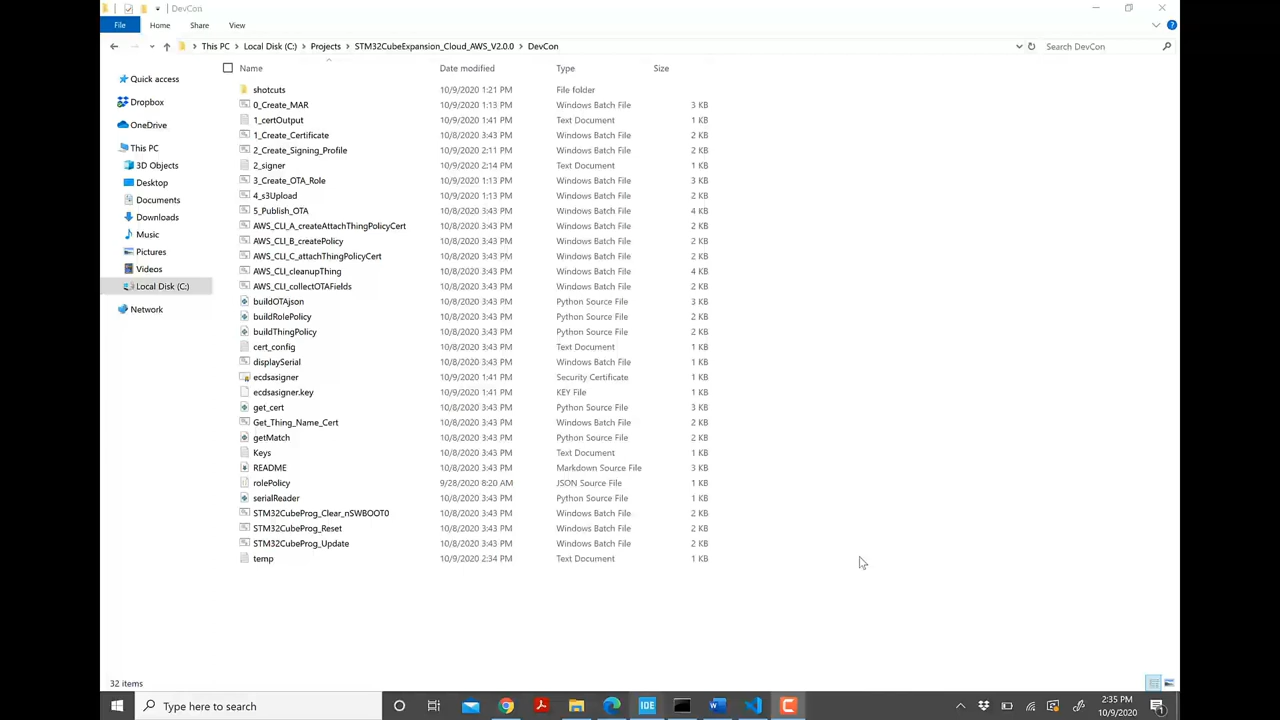 DevCon
File Home Share View
This PC Local Disk (C:) Projects STM32CubeExpansion_Cloud_AWS_V2.0.0 DevCon Search DevCon
Name Date modified Type Size
Quick access
Dropbox
OneDrive
This PC
3D Objects
Desktop
Documents
Downloads
Music
Pictures
Videos
Local Disk (C:)
Network
shotcuts 10/9/2020 1:21 PM File folder
0_Create_MAR 10/9/2020 1:13 PM Windows Batch File 3 KB
1_certOutput 10/9/2020 1:41 PM Text Document 1 KB
1_Create_Certificate 10/8/2020 3:43 PM Windows Batch File 2 KB
2_Create_Signing_Profile 10/9/2020 2:11 PM Windows Batch File 2 KB
2_signer 10/9/2020 2:14 PM Text Document 1 KB
3_Create_OTA_Role 10/9/2020 1:13 PM Windows Batch File 3 KB
4_s3Upload 10/9/2020 1:13 PM Windows Batch File 2 KB
5_Publish_OTA 10/8/2020 3:43 PM Windows Batch File 4 KB
AWS_CLI_A_createAttachThingPolicyCert 10/8/2020 3:43 PM Windows Batch File 2 KB
AWS_CLI_B_createPolicy 10/8/2020 3:43 PM Windows Batch File 2 KB
AWS_CLI_C_attachThingPolicyCert 10/8/2020 3:43 PM Windows Batch File 2 KB
AWS_CLI_cleanupThing 10/8/2020 3:43 PM Windows Batch File 4 KB
AWS_CLI_collectOTAFields 10/8/2020 3:43 PM Windows Batch File 2 KB
buildOTAjson 10/8/2020 3:43 PM Python Source File 3 KB
buildRolePolicy 10/8/2020 3:43 PM Python Source File 2 KB
buildThingPolicy 10/8/2020 3:43 PM Python Source File 2 KB
cert_config 10/8/2020 3:43 PM Text Document 1 KB
displaySerial 10/8/2020 3:43 PM Windows Batch File 1 KB
ecdsasigner 10/9/2020 1:41 PM Security Certificate 1 KB
ecdsasigner.key 10/9/2020 1:41 PM KEY File 1 KB
get_cert 10/8/2020 3:43 PM Python Source File 3 KB
Get_Thing_Name_Cert 10/8/2020 3:43 PM Windows Batch File 2 KB
getMatch 10/8/2020 3:43 PM Python Source File 2 KB
Keys 10/8/2020 3:43 PM Text Document 1 KB
README 10/8/2020 3:43 PM Markdown Source File 3 KB
rolePolicy 9/28/2020 8:20 AM JSON Source File 1 KB
serialReader 10/8/2020 3:43 PM Python Source File 1 KB
STM32CubeProg_Clear_nSWBOOT0 10/8/2020 3:43 PM Windows Batch File 2 KB
STM32CubeProg_Reset 10/8/2020 3:43 PM Windows Batch File 2 KB
STM32CubeProg_Update 10/8/2020 3:43 PM Windows Batch File 2 KB
temp 10/9/2020 2:34 PM Text Document 1 KB
32 items
Type here to search IDE 2:35 PM
10/9/2020